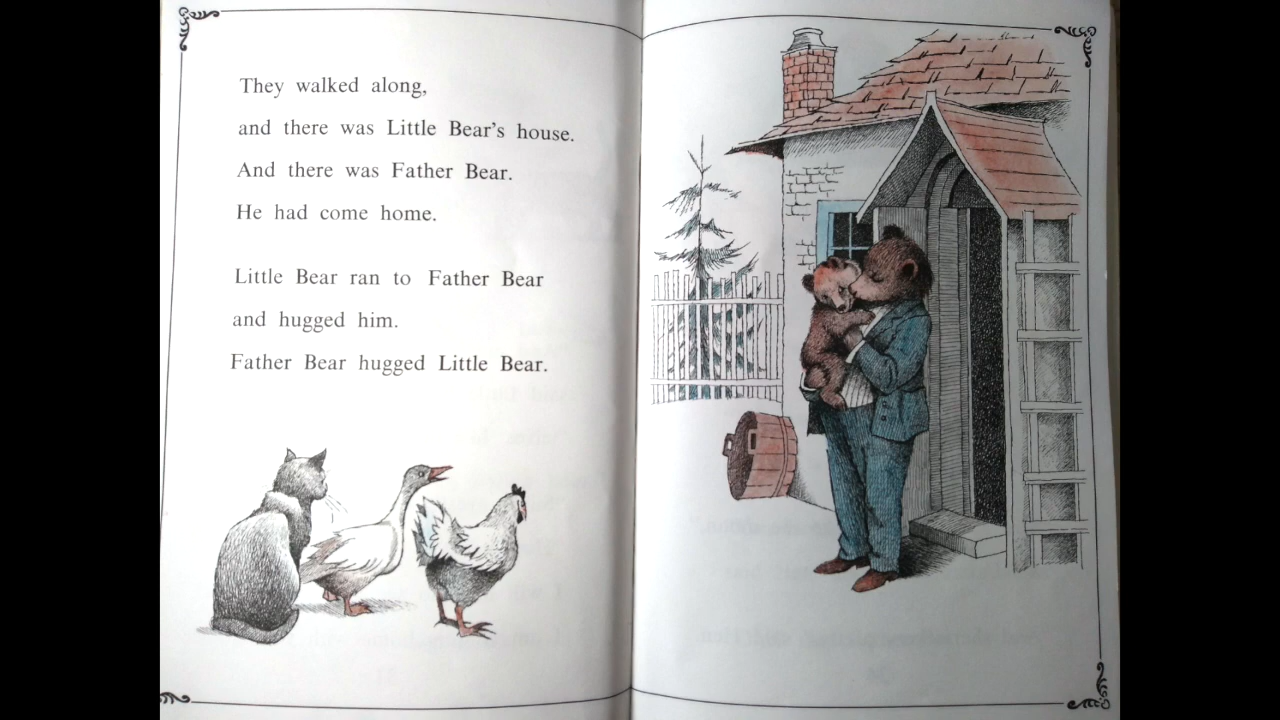 They walked along,
and there was Little Bear's house.
And there was Father Bear.
He had come home.
Little Bear ran to Father Bear
and hugged him.
Father Bear hugged Little Bear.